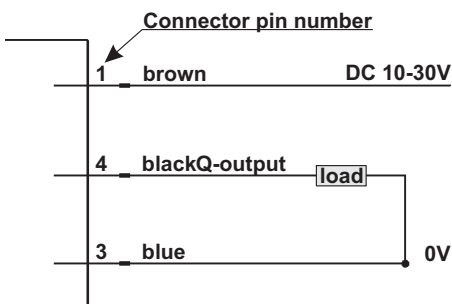 Connector pin number
1 brown DC 10-30V
4 blackQ-output load
3 blue 0V